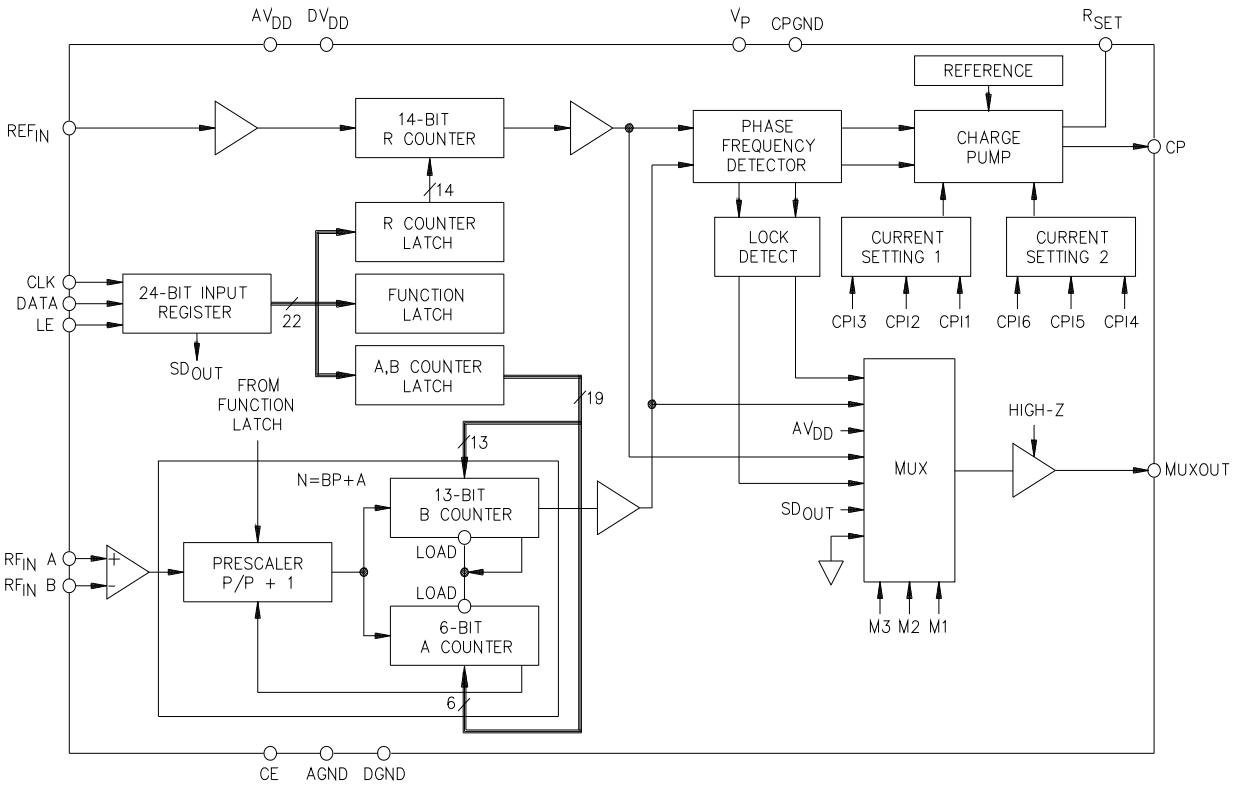 AVDD DVDD VP CPGND RSET
REFERENCE
REFIN
14-BIT
R COUNTER
PHASE
FREQUENCY
DETECTOR
CHARGE
PUMP
CP
14
R COUNTER
LATCH
LOCK
DETECT
CURRENT
SETTING 1
CURRENT
SETTING 2
CLK
DATA
LE
24-BIT INPUT
REGISTER
22
FUNCTION
LATCH
CPI3 CPI2 CPI1 CPI6 CPI5 CPI4
SDOUT
A,B COUNTER
LATCH
19
FROM
FUNCTION
LATCH
13
HIGH-Z
AVDD
MUX
MUXOUT
N=BP+A
13-BIT
B COUNTER
SDOUT
LOAD
RFIN A
RFIN B
+
-
PRESCALER
P/P + 1
LOAD
6-BIT
A COUNTER
M3 M2 M1
6
CE AGND DGND